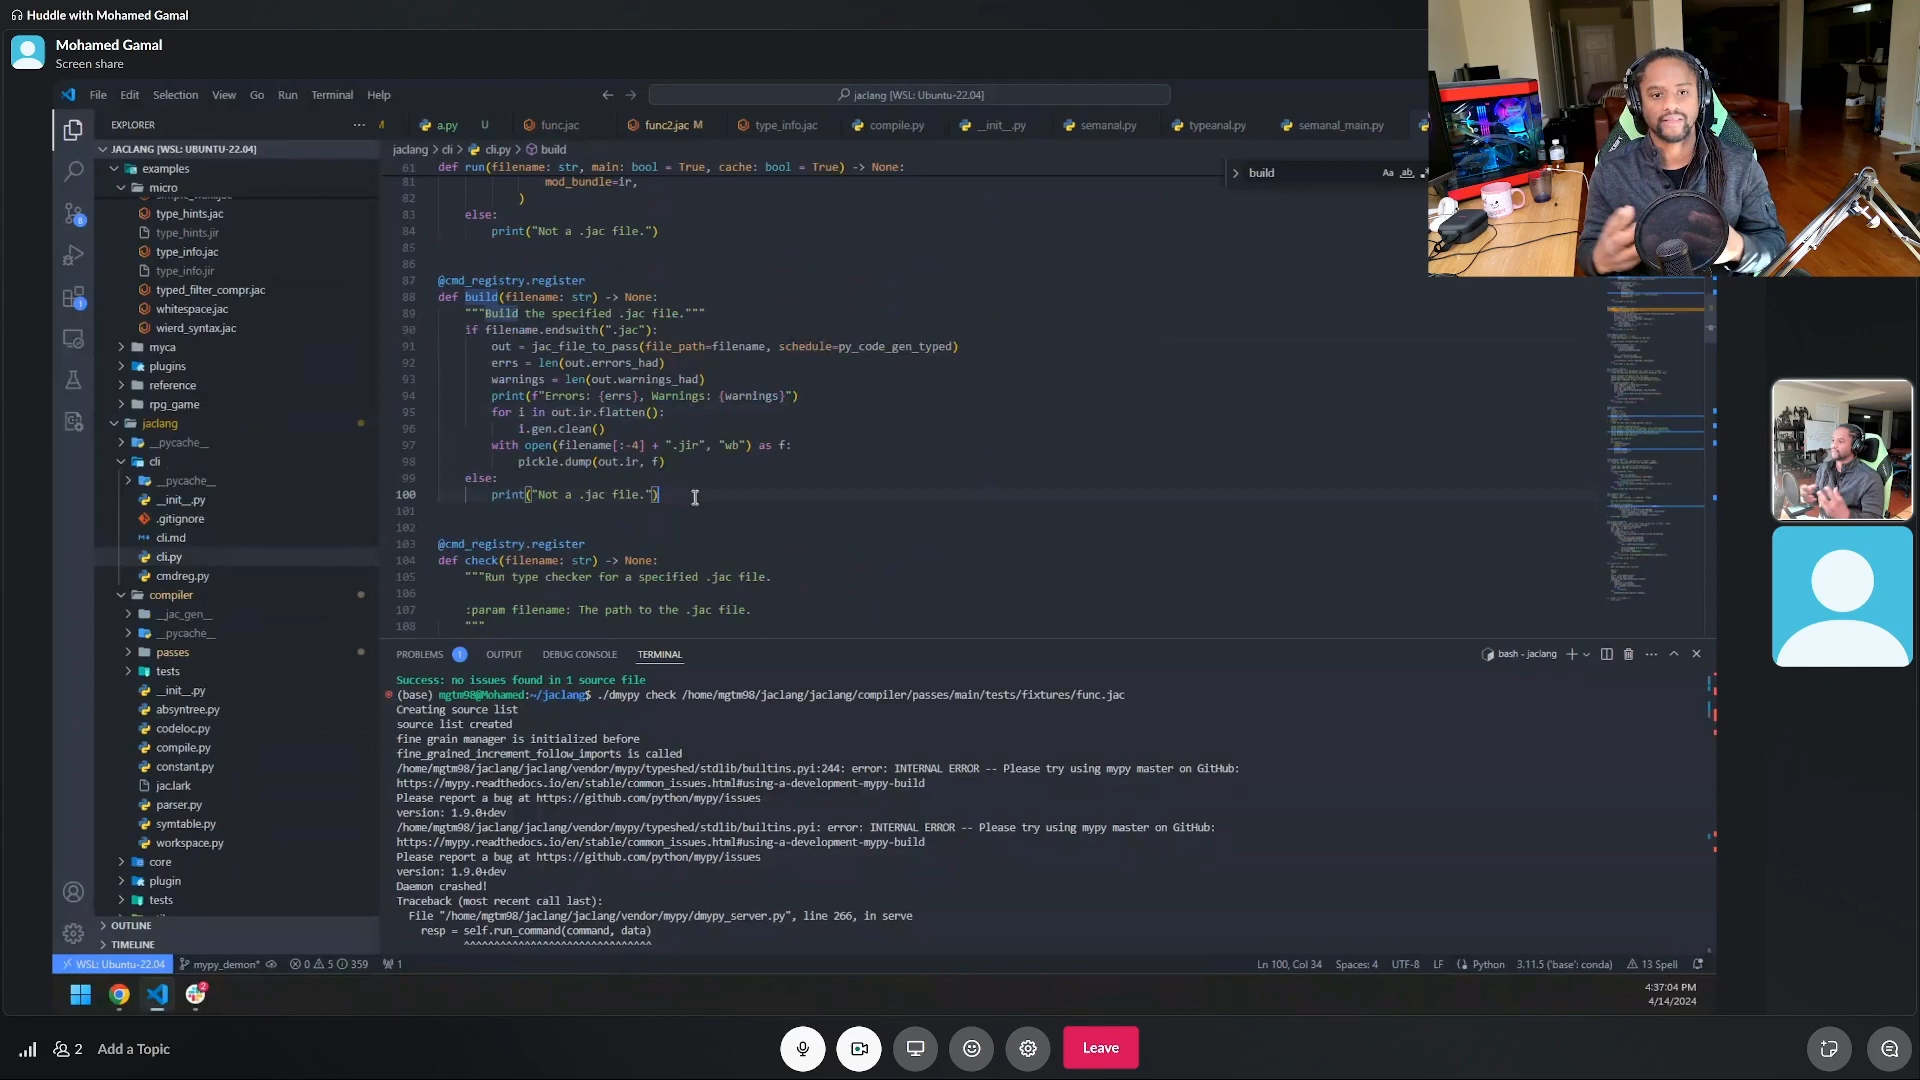 Huddle with Mohamed Gamal
Mohamed Gamal
Screen share
File Edit Selection View Go Run Terminal Help
jaclang [WSL: Ubuntu-22.04]
EXPLORER
a.py U func.jac func2.jac M type_info.jac compile.py __init__.py semanal.py typeanal.py semanal_main.py
JACLANG [WSL: UBUNTU-22.04]
examples
micro
type_hints.jac
type_hints.jir
type_info.jac
type_info.jir
typed_filter_compr.jac
whitespace.jac
wierd_syntax.jac
myca
plugins
reference
rpg_game
jaclang
__pycache__
cli
__pycache__
__init__.py
.gitignore
cli.md
cli.py
cmdreg.py
compiler
__jac_gen__
__pycache__
passes
tests
__init__.py
absyntree.py
codeloc.py
compile.py
constant.py
jac.lark
parser.py
symtable.py
workspace.py
core
plugin
tests
OUTLINE
TIMELINE
jaclang > cli > cli.py > build
build
Aa ab
61 def run(filename: str, main: bool = True, cache: bool = True) -> None:
81 mod_bundle=ir,
82 )
83 else:
84 print("Not a .jac file.")
85
86
87 @cmd_registry.register
88 def build(filename: str) -> None:
89 """Build the specified .jac file."""
90 if filename.endswith(".jac"):
91 out = jac_file_to_pass(file_path=filename, schedule=py_code_gen_typed)
92 errs = len(out.errors_had)
93 warnings = len(out.warnings_had)
94 print(f"Errors: {errs}, Warnings: {warnings}")
95 for i in out.ir.flatten():
96 i.gen.clean()
97 with open(filename[:-4] + ".jir", "wb") as f:
98 pickle.dump(out.ir, f)
99 else:
100 print("Not a .jac file.")
101
102
103 @cmd_registry.register
104 def check(filename: str) -> None:
105 """Run type checker for a specified .jac file.
106
107 :param filename: The path to the .jac file.
108 """
PROBLEMS 1 OUTPUT DEBUG CONSOLE TERMINAL
bash - jaclang
Success: no issues found in 1 source file
(base) mgtm98@Mohamed:~/jaclang$ ./dmypy check /home/mgtm98/jaclang/jaclang/compiler/passes/main/tests/fixtures/func.jac
Creating source list
source list created
fine grain manager is initialized before
fine_grained_increment_follow_imports is called
/home/mgtm98/jaclang/jaclang/vendor/mypy/typeshed/stdlib/builtins.pyi:244: error: INTERNAL ERROR -- Please try using mypy master on GitHub:
https://mypy.readthedocs.io/en/stable/common_issues.html#using-a-development-mypy-build
Please report a bug at https://github.com/python/mypy/issues
version: 1.9.0+dev
/home/mgtm98/jaclang/jaclang/vendor/mypy/typeshed/stdlib/builtins.pyi: error: INTERNAL ERROR -- Please try using mypy master on GitHub:
https://mypy.readthedocs.io/en/stable/common_issues.html#using-a-development-mypy-build
Please report a bug at https://github.com/python/mypy/issues
version: 1.9.0+dev
Daemon crashed!
Traceback (most recent call last):
File "/home/mgtm98/jaclang/jaclang/vendor/mypy/dmypy_server.py", line 266, in serve
resp = self.run_command(command, data)
^^^^^^^^^^^^^^^^^^^^^^^^^^^^^^
WSL: Ubuntu-22.04 mypy_demon* 0 5 359 1
Ln 100, Col 34 Spaces: 4 UTF-8 LF Python 3.11.5 ('base': conda) 13 Spell
8
1
2
4:37:04 PM
4/14/2024
2 Add a Topic
Leave